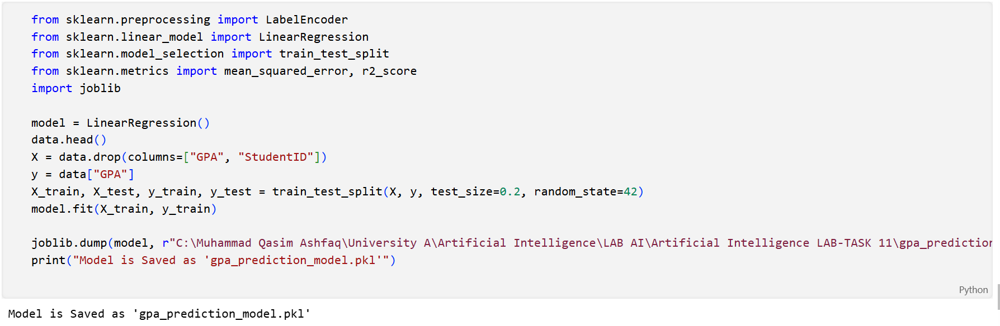 from sklearn.preprocessing import LabelEncoder
from sklearn.linear_model import LinearRegression
from sklearn.model_selection import train_test_split
from sklearn.metrics import mean_squared_error, r2_score
import joblib
model = LinearRegression()
data.head()
X = data.drop(columns=["GPA", "StudentID"])
y = data["GPA"]
X_train, X_test, y_train, y_test = train_test_split(X, y, test_size=0.2, random_state=42)
model.fit(X_train, y_train)
joblib.dump(model, r"C:\Muhammad Qasim Ashfaq\University A\Artificial Intelligence\LAB AI\Artificial Intelligence LAB-TASK 11\gpa_prediction
print("Model is Saved as 'gpa_prediction_model.pkl'")
Python
Model is Saved as 'gpa_prediction_model.pkl'